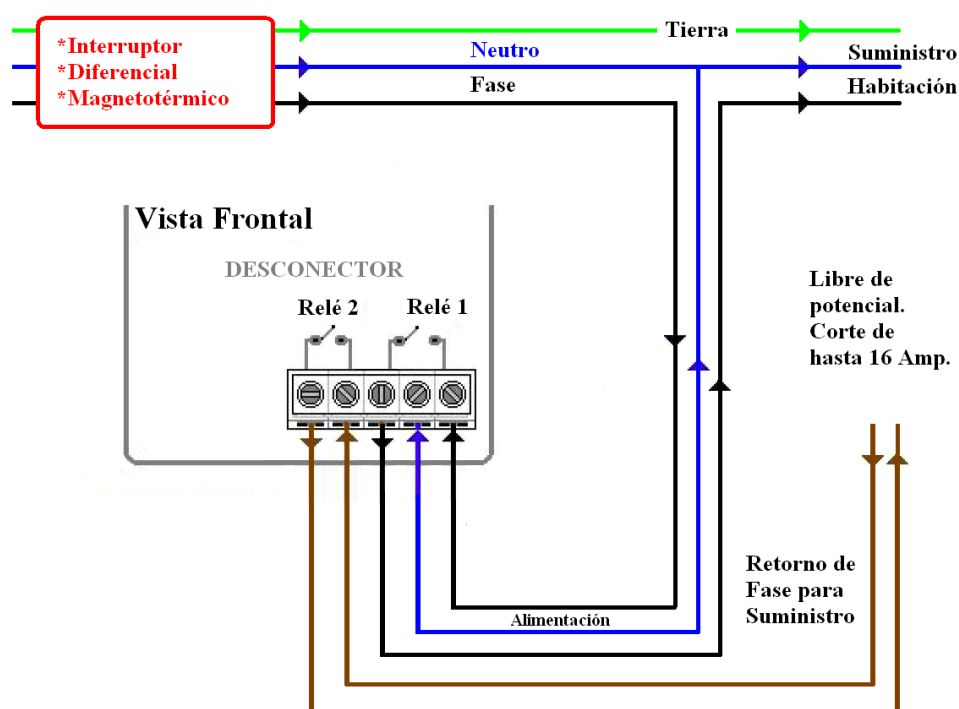 Tierra
*Interruptor
*Diferencial
*Magnetotérmico
Neutro
Fase
Suministro
Habitación
Vista Frontal
DESCONECTOR
Relé 2
Relé 1
Libre de
potencial.
Corte de
hasta 16 Amp.
Retorno de
Fase para
Suministro
Alimentación